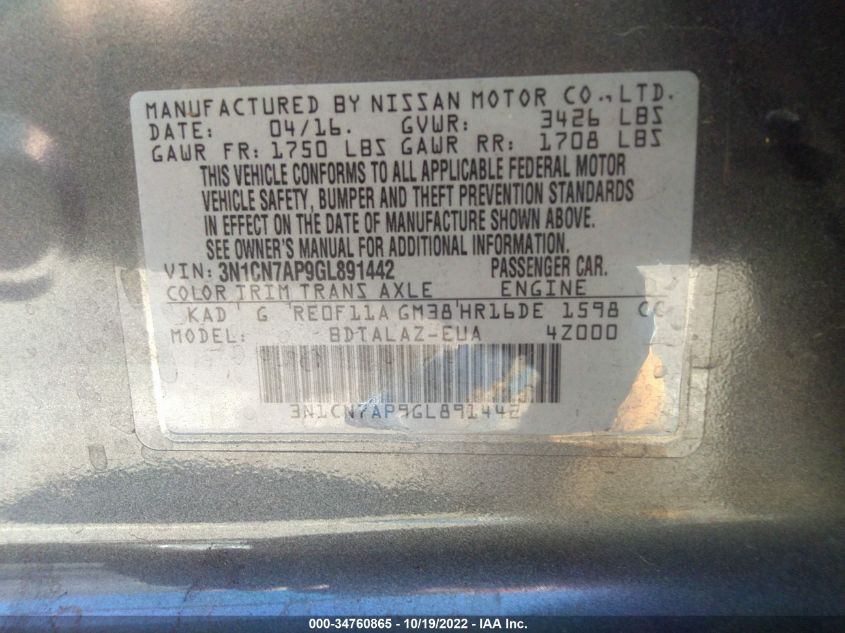 MANUFACTURED BY NISSAN MOTOR CO., LTD.
DATE: 04/16. GVWR: 3426 LBS
GAWR FR: 1750 LBS GAWR RR: 1708 LBS
THIS VEHICLE CONFORMS TO ALL APPLICABLE FEDERAL MOTOR
VEHICLE SAFETY, BUMPER AND THEFT PREVENTION STANDARDS
IN EFFECT ON THE DATE OF MANUFACTURE SHOWN ABOVE.
SEE OWNER'S MANUAL FOR ADDITIONAL INFORMATION.
VIN: 3N1CN7AP9GL891442 PASSENGER CAR.
COLOR TRIM TRANS AXLE ENGINE
KAD G RE0F11A GM38 HR16DE 1598 CC
MODEL: BDTALAZ-EUA 4Z000
3N1CN7AP9GL891442
000-34760865 - 10/19/2022 - IAA Inc.